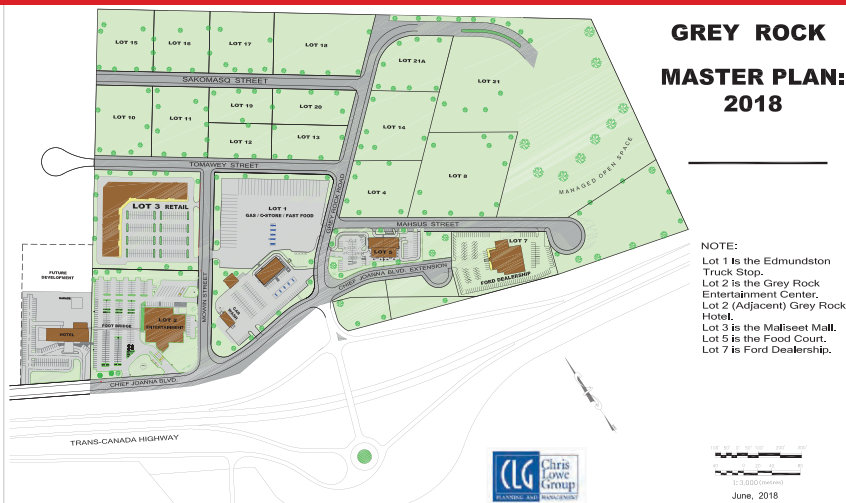 GREY ROCK
MASTER PLAN:
2018
LOT 15
LOT 16
LOT 17
LOT 18
SAKOMASQ STREET
LOT 21A
LOT 21
LOT 10
LOT 11
LOT 19
LOT 20
LOT 12
LOT 13
LOT 14
TOMAWEY STREET
LOT 4
LOT 8
MANAGED OPEN SPACE
GREY ROCK ROAD
LOT 3 RETAIL
LOT 1
GAS / C-STORE / FAST FOOD
MAHSUS STREET
LOT 5
LOT 7
FORD DEALERSHIP
CHIEF JOANNA BLVD. EXTENSION
FUTURE
DEVELOPMENT
MOWIN STREET
CAR
WASH
HOTEL
FOOT BRIDGE
LOT 2
ENTERTAINMENT
CHIEF JOANNA BLVD.
TRANS-CANADA HIGHWAY
NOTE:
Lot 1 is the Edmundston
Truck Stop.
Lot 2 is the Grey Rock
Entertainment Center.
Lot 2 (Adjacent) Grey Rock
Hotel.
Lot 3 is the Maliseet Mall.
Lot 5 is the Food Court.
Lot 7 is Ford Dealership.
CLG
Chris
Lowe
Group
PLANNING AND MANAGEMENT
1:3,000 (metres)
June, 2018